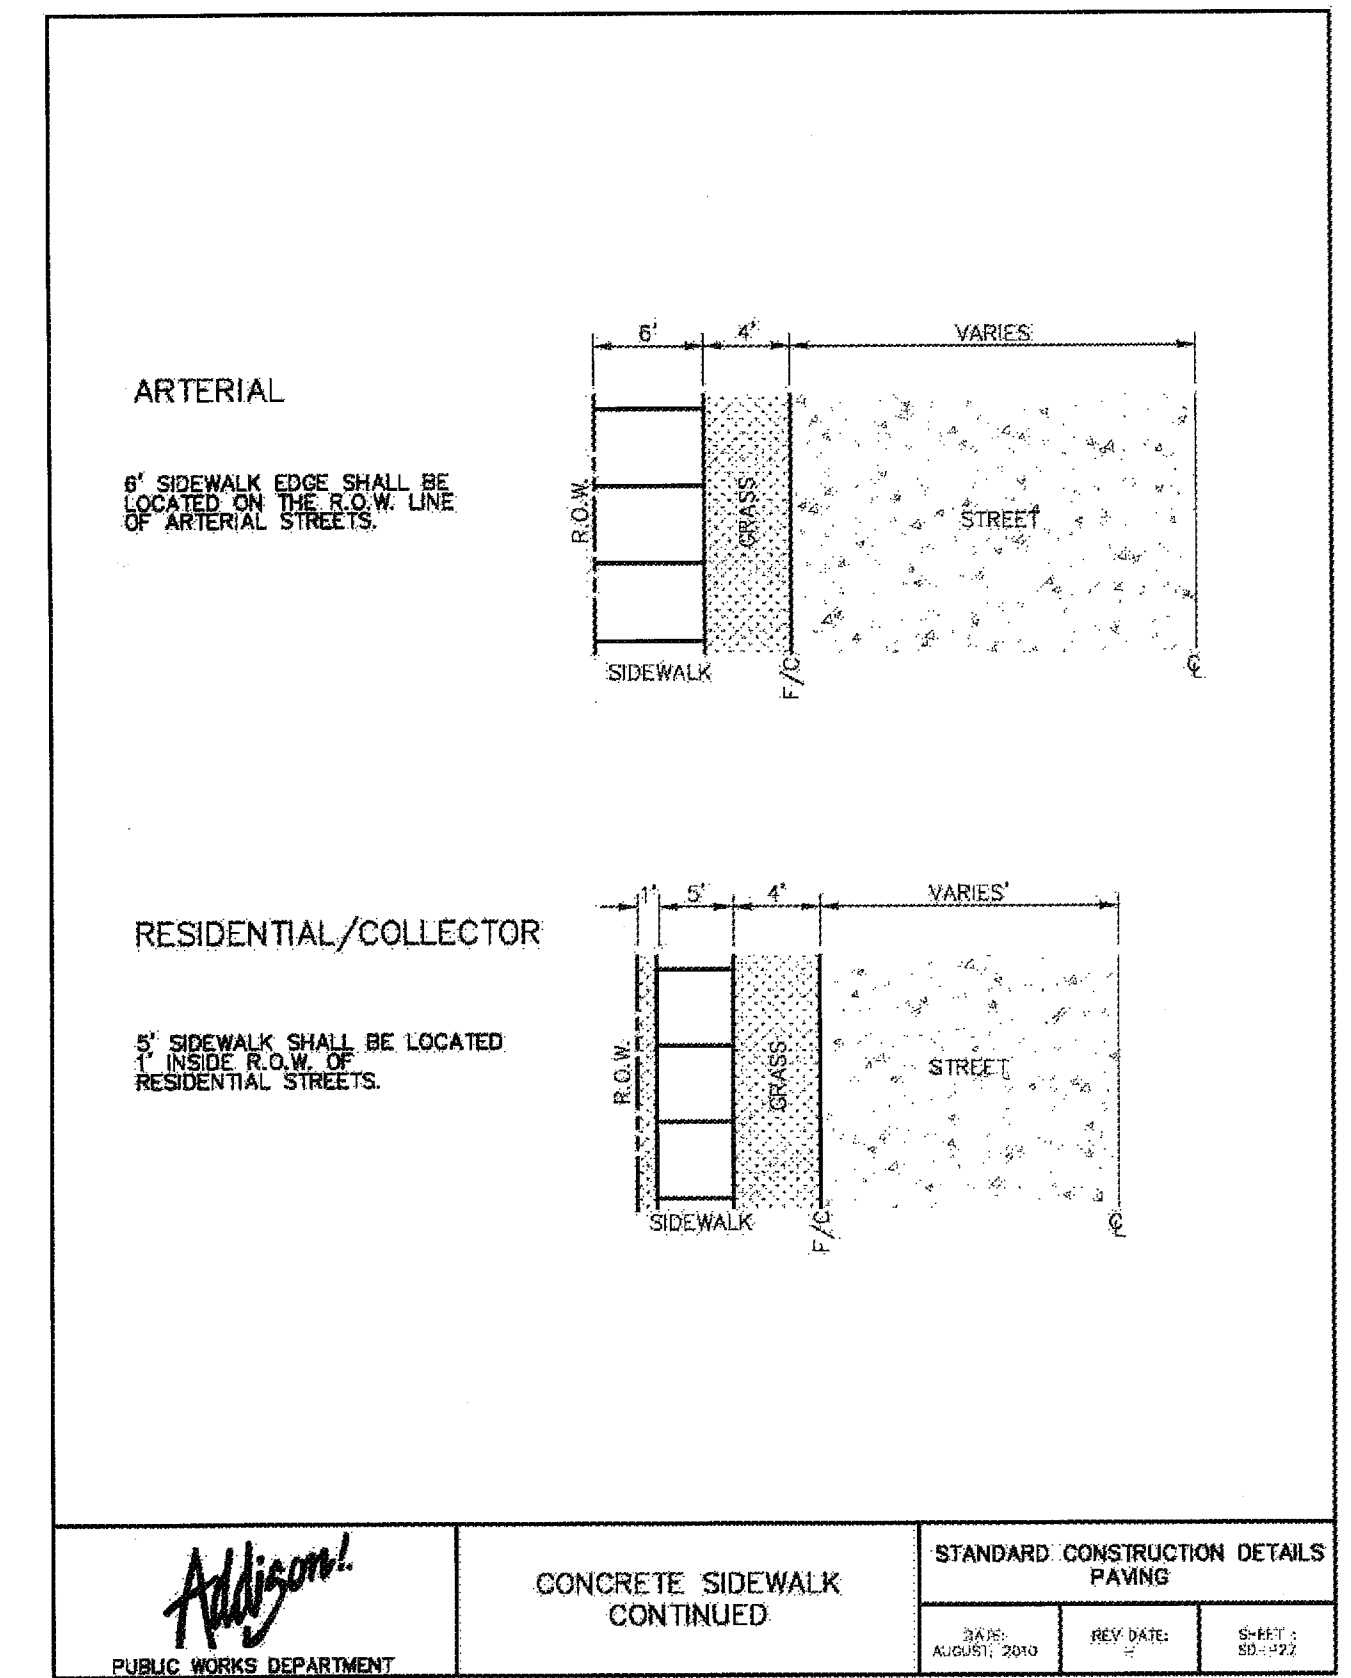 6' 4' VARIES
ARTERIAL
6' SIDEWALK EDGE SHALL BE
LOCATED ON THE R.O.W. LINE
OF ARTERIAL STREETS.
R.O.W.
GRASS
STREET
SIDEWALK
F/C
℄
1' 5' 4' VARIES'
RESIDENTIAL/COLLECTOR
5' SIDEWALK SHALL BE LOCATED
1' INSIDE R.O.W. OF
RESIDENTIAL STREETS.
R.O.W.
GRASS
STREET
SIDEWALK
F/C
℄
Addison!
PUBLIC WORKS DEPARTMENT
CONCRETE SIDEWALK
CONTINUED
STANDARD CONSTRUCTION DETAILS
PAVING
DATE:
AUGUST, 2010
REV DATE:
SHEET :